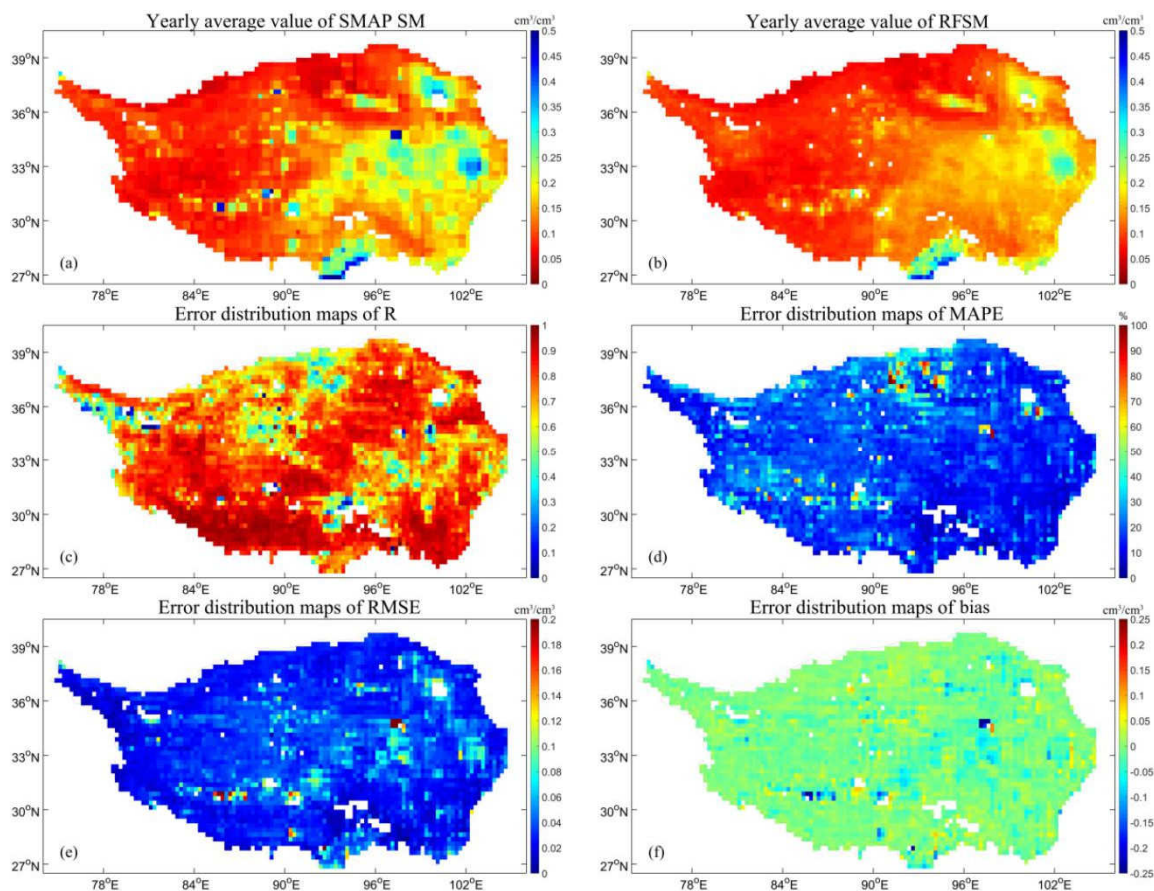 Yearly average value of SMAP SM
cm³/cm³
39°N
36°N
33°N
30°N
27°N
(a)
78°E 84°E 90°E 96°E 102°E
0.5
0.45
0.4
0.35
0.3
0.25
0.2
0.15
0.1
0.05
0
Yearly average value of RFSM
cm³/cm³
39°N
36°N
33°N
30°N
27°N
(b)
78°E 84°E 90°E 96°E 102°E
0.5
0.45
0.4
0.35
0.3
0.25
0.2
0.15
0.1
0.05
0
Error distribution maps of R
39°N
36°N
33°N
30°N
27°N
(c)
78°E 84°E 90°E 96°E 102°E
1
0.9
0.8
0.7
0.6
0.5
0.4
0.3
0.2
0.1
0
Error distribution maps of MAPE
%
39°N
36°N
33°N
30°N
27°N
(d)
78°E 84°E 90°E 96°E 102°E
100
90
80
70
60
50
40
30
20
10
0
Error distribution maps of RMSE
cm³/cm³
39°N
36°N
33°N
30°N
27°N
(e)
78°E 84°E 90°E 96°E 102°E
0.2
0.18
0.16
0.14
0.12
0.1
0.08
0.06
0.04
0.02
0
Error distribution maps of bias
cm³/cm³
39°N
36°N
33°N
30°N
27°N
(f)
78°E 84°E 90°E 96°E 102°E
0.25
0.2
0.15
0.1
0.05
0
-0.05
-0.1
-0.15
-0.2
-0.25